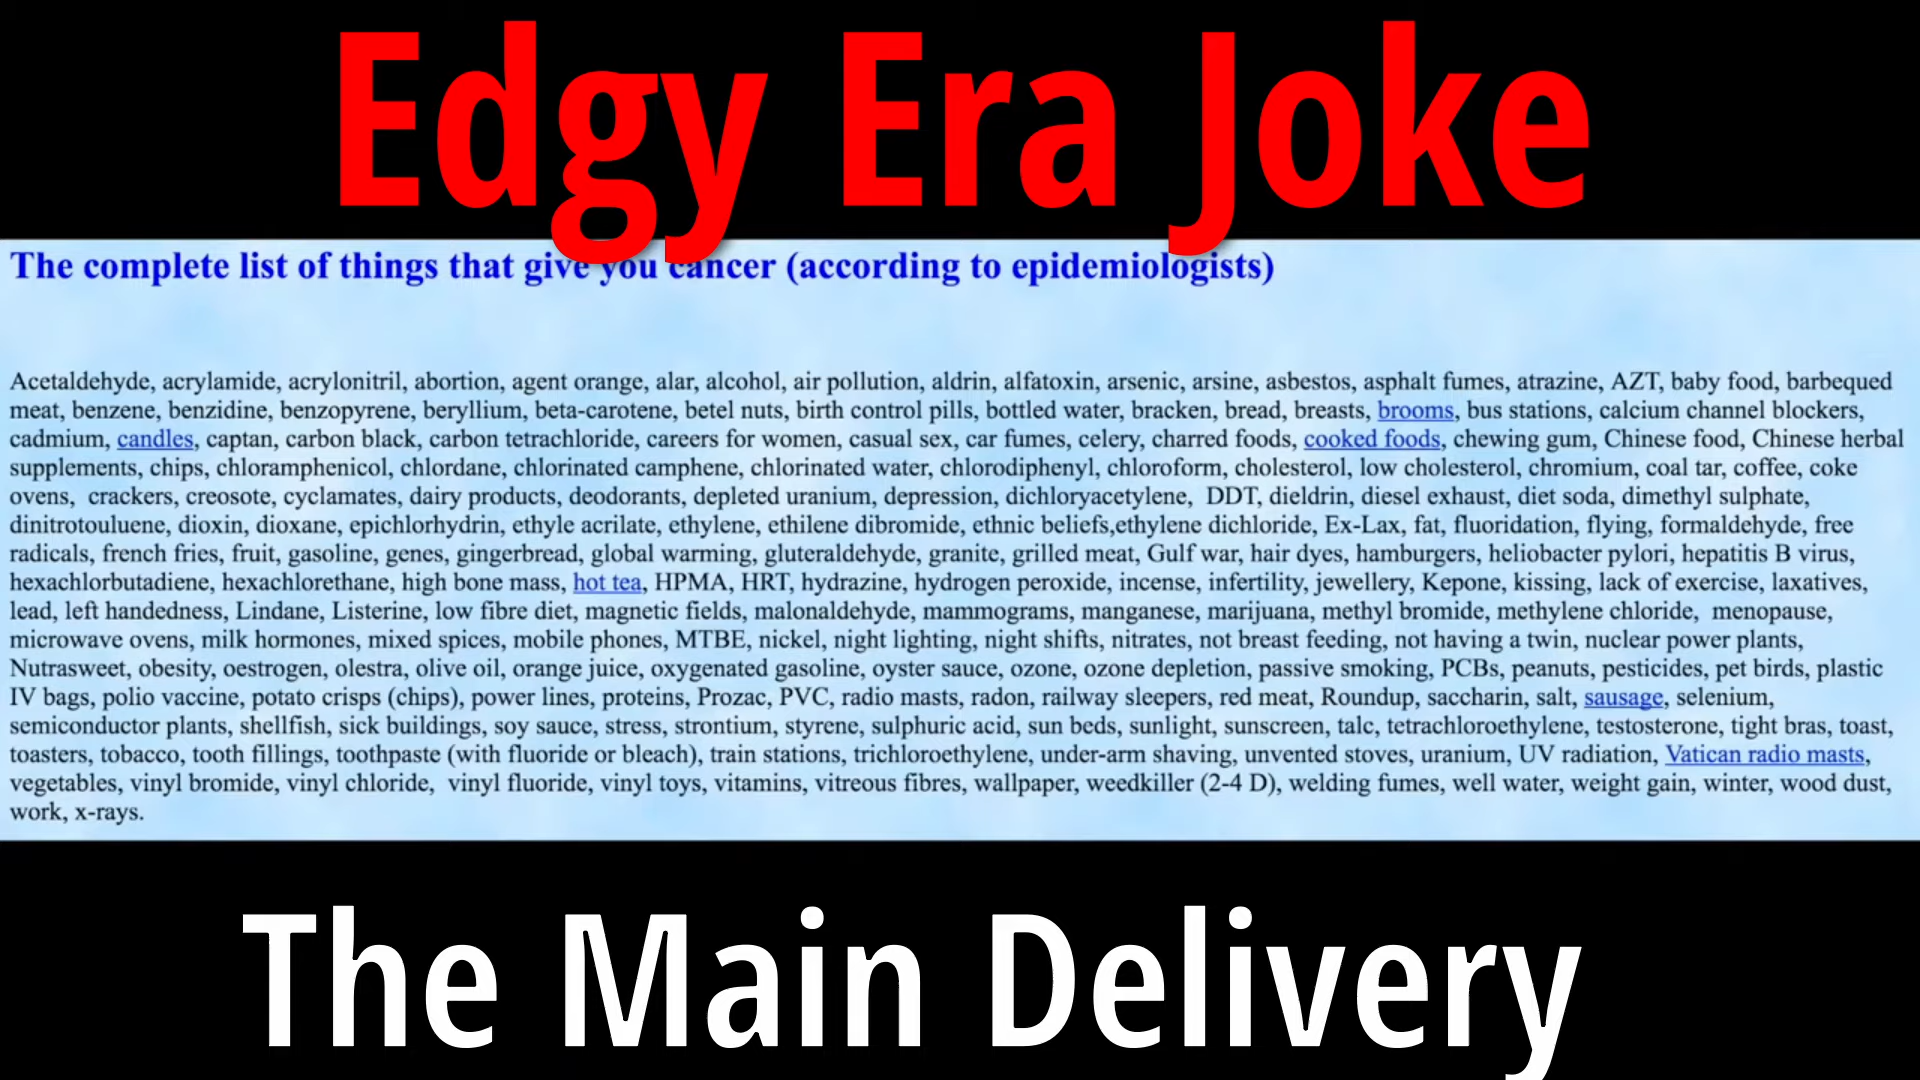 Edgy Era Joke
The complete list of things that give you cancer (according to epidemiologists)
Acetaldehyde, acrylamide, acrylonitril, abortion, agent orange, alar, alcohol, air pollution, aldrin, alfatoxin, arsenic, arsine, asbestos, asphalt fumes, atrazine, AZT, baby food, barbequed
meat, benzene, benzidine, benzopyrene, beryllium, beta-carotene, betel nuts, birth control pills, bottled water, bracken, bread, breasts, brooms, bus stations, calcium channel blockers,
cadmium, candles, captan, carbon black, carbon tetrachloride, careers for women, casual sex, car fumes, celery, charred foods, cooked foods, chewing gum, Chinese food, Chinese herbal
supplements, chips, chloramphenicol, chlordane, chlorinated camphene, chlorinated water, chlorodiphenyl, chloroform, cholesterol, low cholesterol, chromium, coal tar, coffee, coke
ovens, crackers, creosote, cyclamates, dairy products, deodorants, depleted uranium, depression, dichloryacetylene, DDT, dieldrin, diesel exhaust, diet soda, dimethyl sulphate,
dinitrotouluene, dioxin, dioxane, epichlorhydrin, ethyle acrilate, ethylene, ethilene dibromide, ethnic beliefs,ethylene dichloride, Ex-Lax, fat, fluoridation, flying, formaldehyde, free
radicals, french fries, fruit, gasoline, genes, gingerbread, global warming, gluteraldehyde, granite, grilled meat, Gulf war, hair dyes, hamburgers, heliobacter pylori, hepatitis B virus,
hexachlorbutadiene, hexachlorethane, high bone mass, hot tea, HPMA, HRT, hydrazine, hydrogen peroxide, incense, infertility, jewellery, Kepone, kissing, lack of exercise, laxatives,
lead, left handedness, Lindane, Listerine, low fibre diet, magnetic fields, malonaldehyde, mammograms, manganese, marijuana, methyl bromide, methylene chloride, menopause,
microwave ovens, milk hormones, mixed spices, mobile phones, MTBE, nickel, night lighting, night shifts, nitrates, not breast feeding, not having a twin, nuclear power plants,
Nutrasweet, obesity, oestrogen, olestra, olive oil, orange juice, oxygenated gasoline, oyster sauce, ozone, ozone depletion, passive smoking, PCBs, peanuts, pesticides, pet birds, plastic
IV bags, polio vaccine, potato crisps (chips), power lines, proteins, Prozac, PVC, radio masts, radon, railway sleepers, red meat, Roundup, saccharin, salt, sausage, selenium,
semiconductor plants, shellfish, sick buildings, soy sauce, stress, strontium, styrene, sulphuric acid, sun beds, sunlight, sunscreen, talc, tetrachloroethylene, testosterone, tight bras, toast,
toasters, tobacco, tooth fillings, toothpaste (with fluoride or bleach), train stations, trichloroethylene, under-arm shaving, unvented stoves, uranium, UV radiation, Vatican radio masts,
vegetables, vinyl bromide, vinyl chloride, vinyl fluoride, vinyl toys, vitamins, vitreous fibres, wallpaper, weedkiller (2-4 D), welding fumes, well water, weight gain, winter, wood dust,
work, x-rays.
The Main Delivery